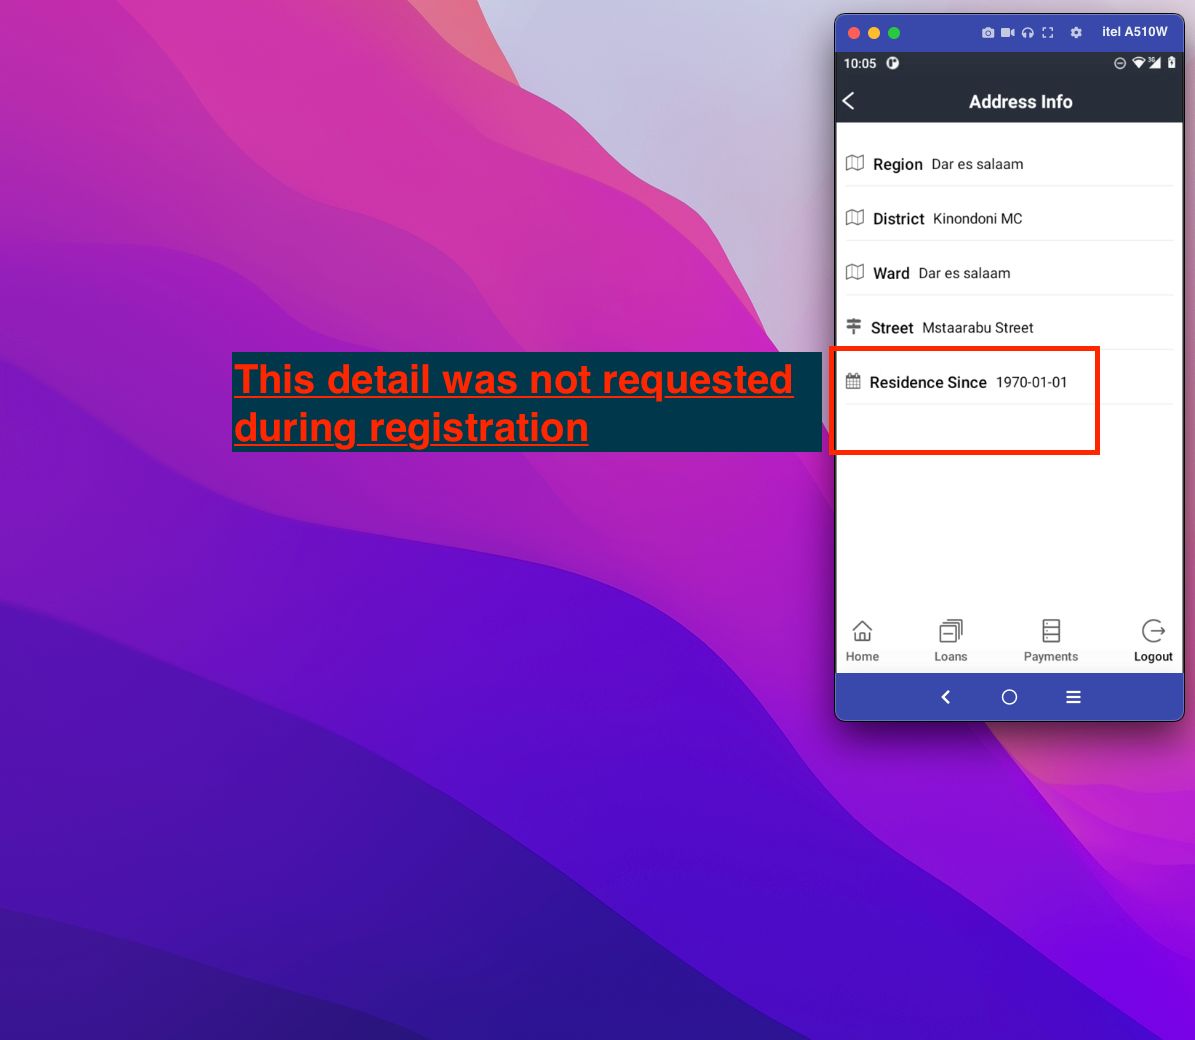 itel A510W
10:05
3G
Address Info
Region Dar es salaam
District Kinondoni MC
Ward Dar es salaam
Street Mstaarabu Street
This detail was not requested
during registration
Residence Since 1970-01-01
Home Loans Payments Logout